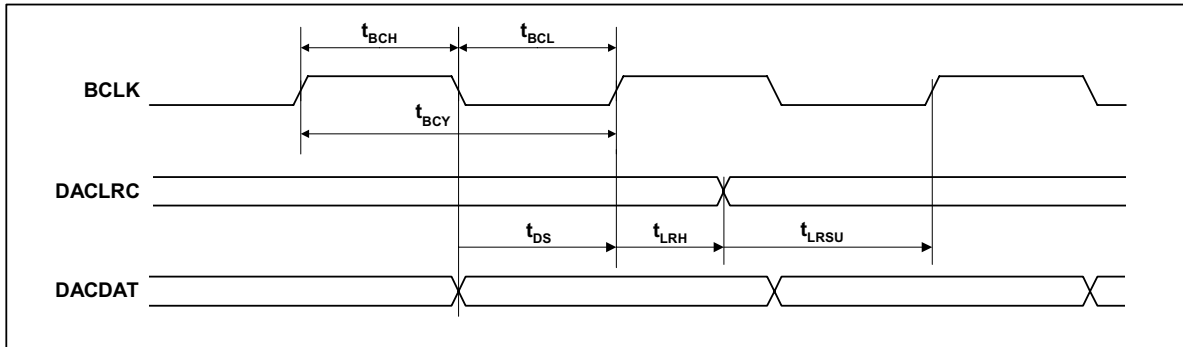 tBCH tBCL
BCLK
tBCY
DACLRC
tDS tLRH tLRSU
DACDAT